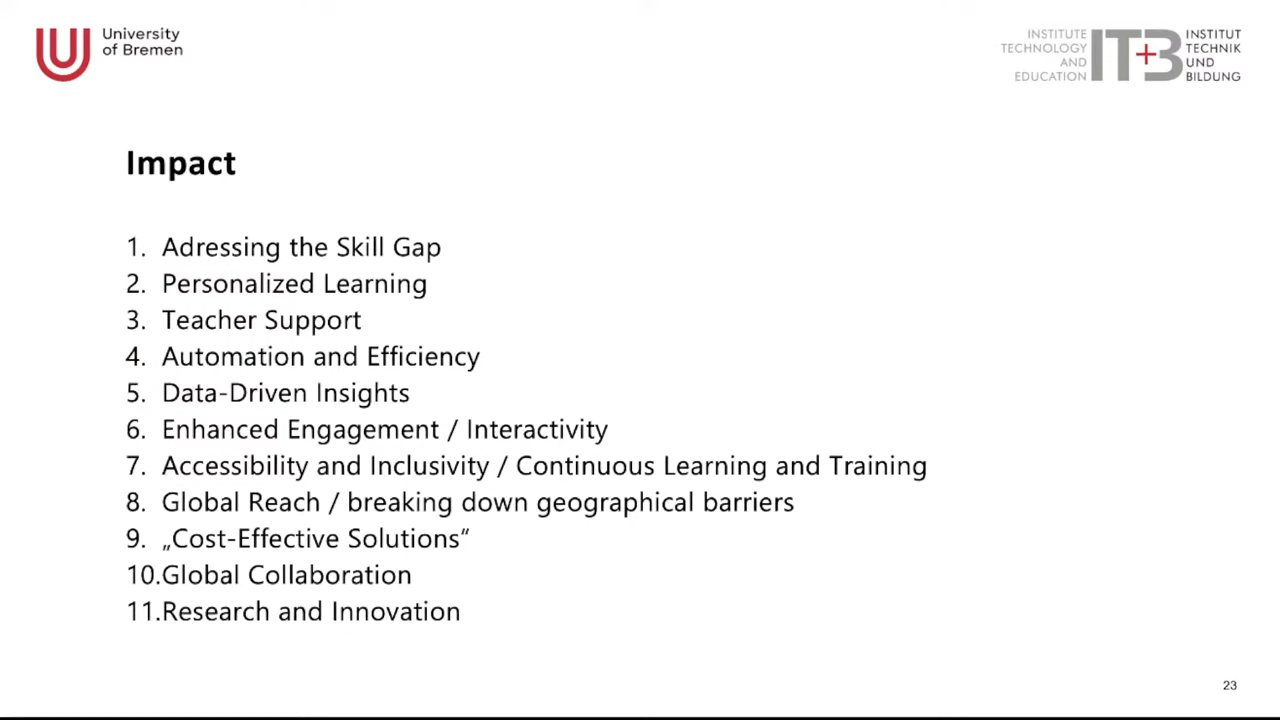 University
of Bremen
INSTITUTE
TECHNOLOGY
AND
EDUCATION
IT+B
INSTITUT
TECHNIK
UND
BILDUNG
Impact
1. Adressing the Skill Gap
2. Personalized Learning
3. Teacher Support
4. Automation and Efficiency
5. Data-Driven Insights
6. Enhanced Engagement / Interactivity
7. Accessibility and Inclusivity / Continuous Learning and Training
8. Global Reach / breaking down geographical barriers
9. „Cost-Effective Solutions“
10.Global Collaboration
11.Research and Innovation
23